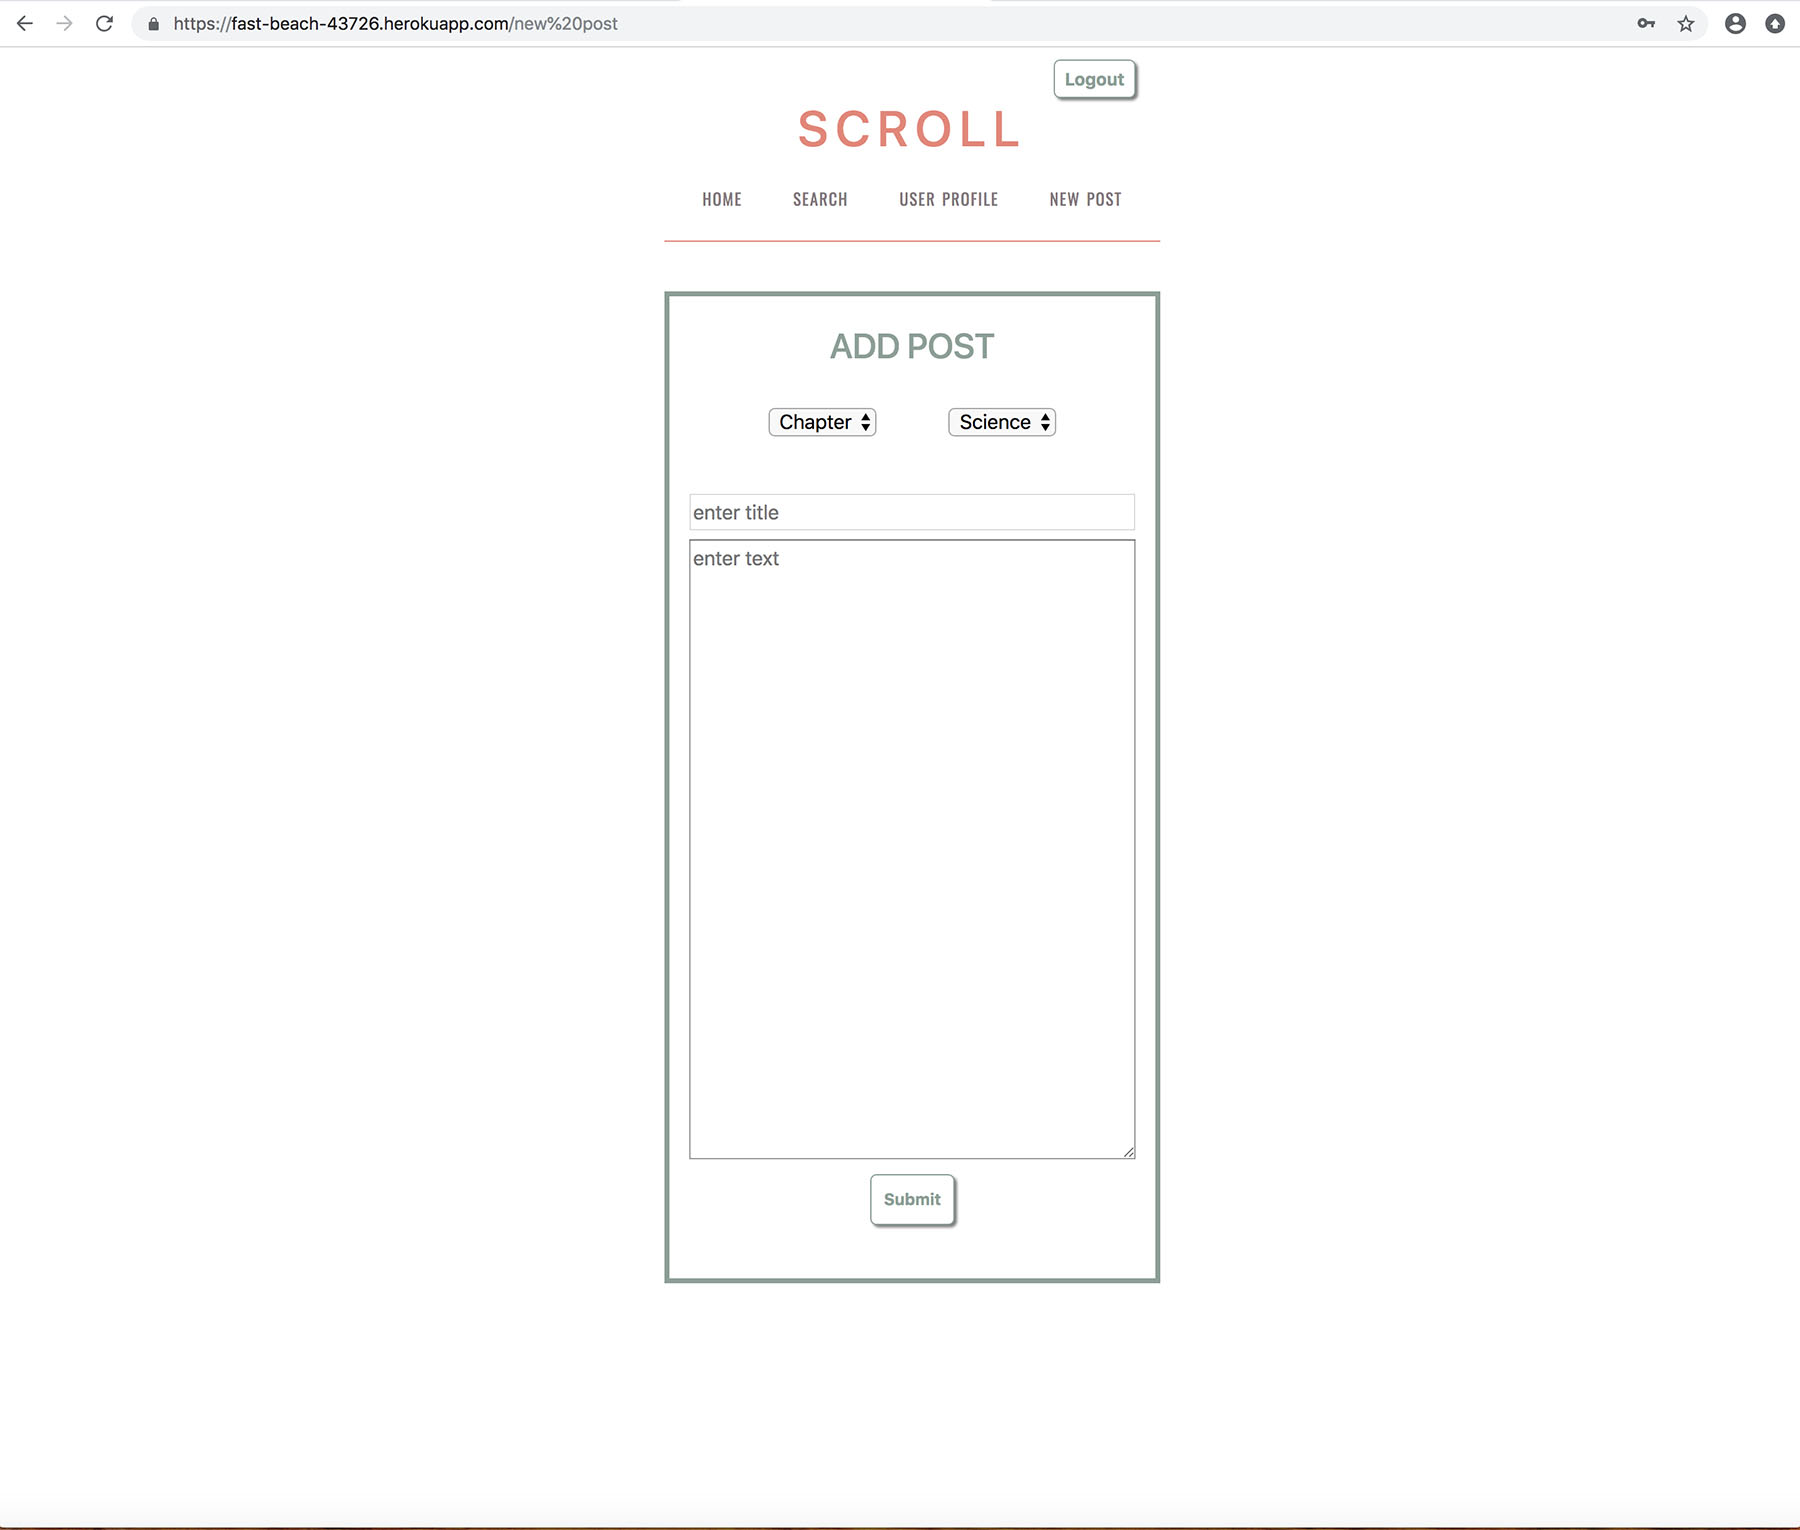 https://fast-beach-43726.herokuapp.com/new%20post
Logout
SCROLL
HOME SEARCH USER PROFILE NEW POST
ADD POST
Chapter Science
enter title
enter text
Submit